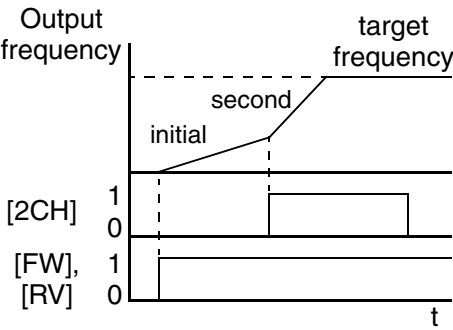 Output
frequency
target
frequency
second
initial
[2CH]
1
0
[FW],
[RV]
1
0
t